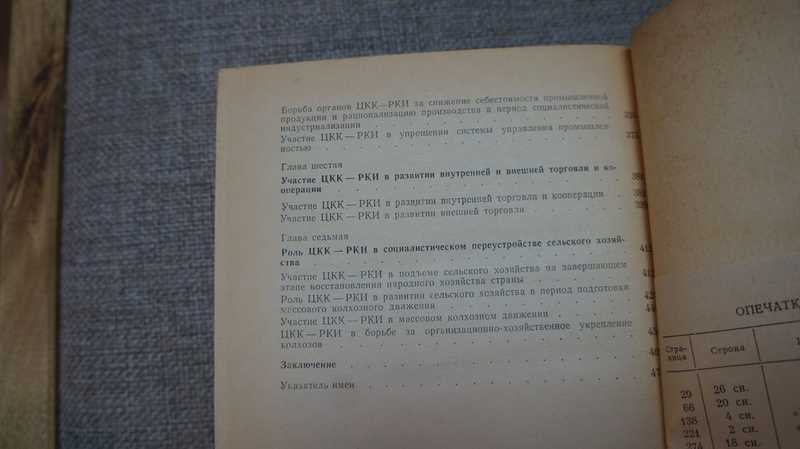 Борьба органов ЦКК—РКИ за снижение себестоимости промышленной
продукции и рационализацию производства в период социалистической
индустриализации
Участие ЦКК — РКИ в упрощении системы управления промышлен-
ностью
Глава шестая
Участие ЦКК — РКИ в развитии внутренней и внешней торговли и ко-
операции
Участие ЦКК — РКИ в развитии внутренней торговли и кооперации
Участие ЦКК — РКИ в развитии внешней торговли
Глава седьмая
Роль ЦКК — РКИ в социалистическом переустройстве сельского хозяй-
ства
Участие ЦКК — РКИ в подъеме сельского хозяйства на завершающем
этапе восстановления народного хозяйства страны
Роль ЦКК — РКИ в развитии сельского хозяйства в период подготовки
массового колхозного движения
Участие ЦКК — РКИ в массовом колхозном движении
ЦКК — РКИ в борьбе за организационно-хозяйственное укрепление
колхозов
Заключение
Указатель имен
ОПЕЧАТК
Стра-
ница
Строка
29 26 сн.
66 20 сн.
138 4 сн.
221 2 сн.
274 18 сн.